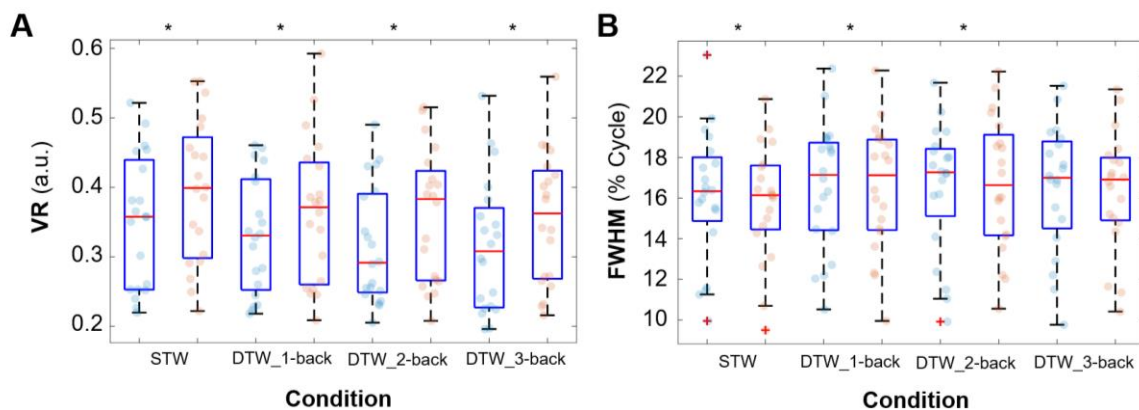 A
* * * *
VR (a.u.)
0.6
0.5
0.4
0.3
0.2
STW DTW_1-back DTW_2-back DTW_3-back
Condition
B
* * *
FWHM (% Cycle)
22
20
18
16
14
12
10
STW DTW_1-back DTW_2-back DTW_3-back
Condition